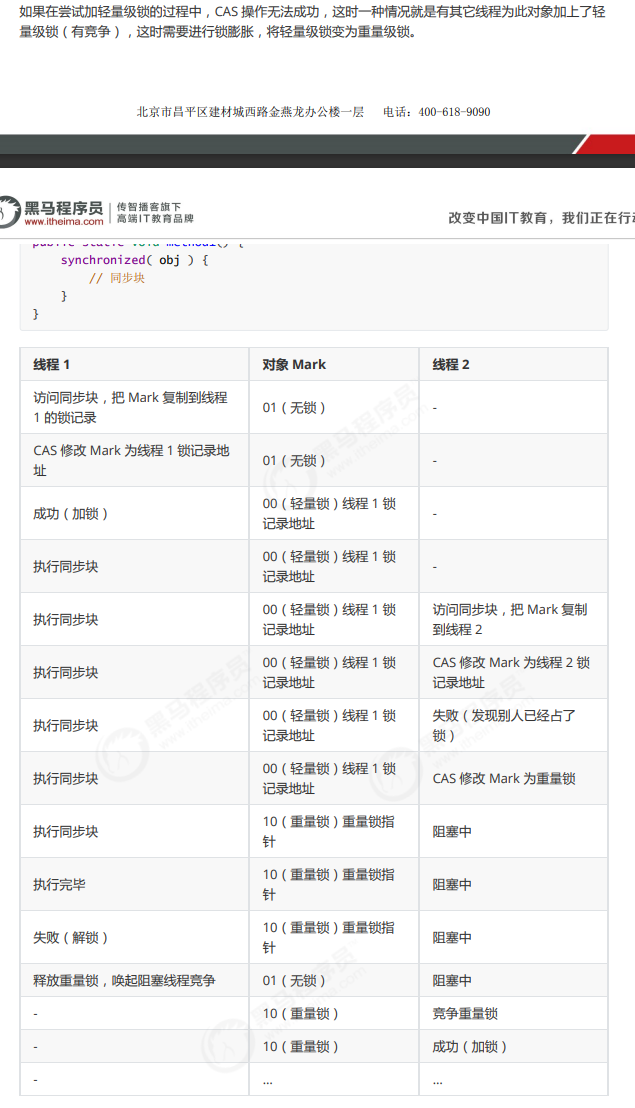 如果在尝试加轻量级锁的过程中，CAS 操作无法成功，这时一种情况就是有其它线程为此对象加上了轻
量级锁（有竞争），这时需要进行锁膨胀，将轻量级锁变为重量级锁。
北京市昌平区建材城西路金燕龙办公楼一层 电话：400-618-9090
黑马程序员
www.itheima.com
传智播客旗下
高端IT教育品牌
改变中国IT教育，我们正在行动
public static void method1() {
synchronized( obj ) {
// 同步块
}
}
线程 1 对象 Mark 线程 2
访问同步块，把 Mark 复制到线程
1 的锁记录
01（无锁）
-
CAS 修改 Mark 为线程 1 锁记录地
址
01（无锁）
-
成功（加锁）
00（轻量锁）线程 1 锁
记录地址
-
执行同步块
00（轻量锁）线程 1 锁
记录地址
-
执行同步块
00（轻量锁）线程 1 锁
记录地址
访问同步块，把 Mark 复制
到线程 2
执行同步块
00（轻量锁）线程 1 锁
记录地址
CAS 修改 Mark 为线程 2 锁
记录地址
执行同步块
00（轻量锁）线程 1 锁
记录地址
失败（发现别人已经占了
锁）
执行同步块
00（轻量锁）线程 1 锁
记录地址
CAS 修改 Mark 为重量锁
执行同步块
10（重量锁）重量锁指
针
阻塞中
执行完毕
10（重量锁）重量锁指
针
阻塞中
失败（解锁）
10（重量锁）重量锁指
针
阻塞中
释放重量锁，唤起阻塞线程竞争 01（无锁） 阻塞中
- 10（重量锁） 竞争重量锁
- 10（重量锁） 成功（加锁）
- ... ...